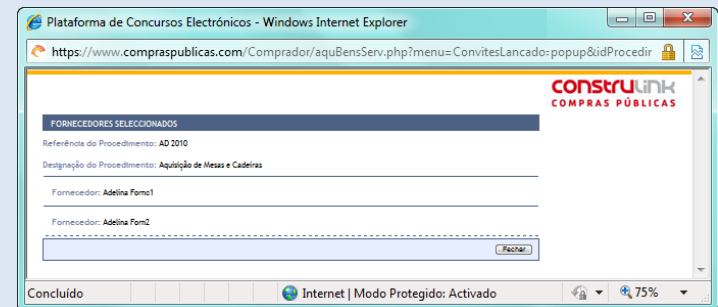 Plataforma de Concursos Electrónicos - Windows Internet Explorer
https://www.compraspublicas.com/Comprador/aquBensServ.php?menu=ConvitesLancado:popup&idProcedir
construlink
COMPRAS PÚBLICAS
FORNECEDORES SELECCIONADOS
Referência do Procedimento: AD 2010
Designação do Procedimento: Aquisição de Mesas e Cadeiras
Fornecedor: Adelina Forno1
Fornecedor: Adelina Forn2
Fechar
Concluído Internet | Modo Protegido: Activado 75%